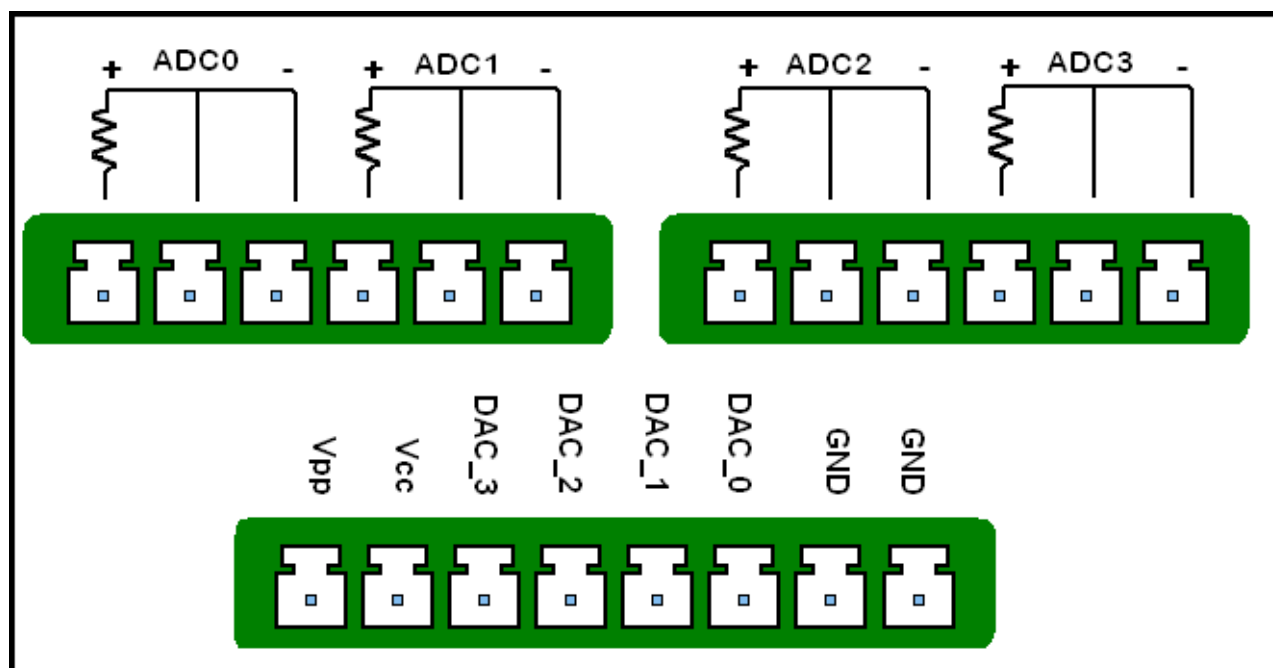 + ADC0 - + ADC1 - + ADC2 - + ADC3 -
Vpp Vcc DAC_3 DAC_2 DAC_1 DAC_0 GND GND